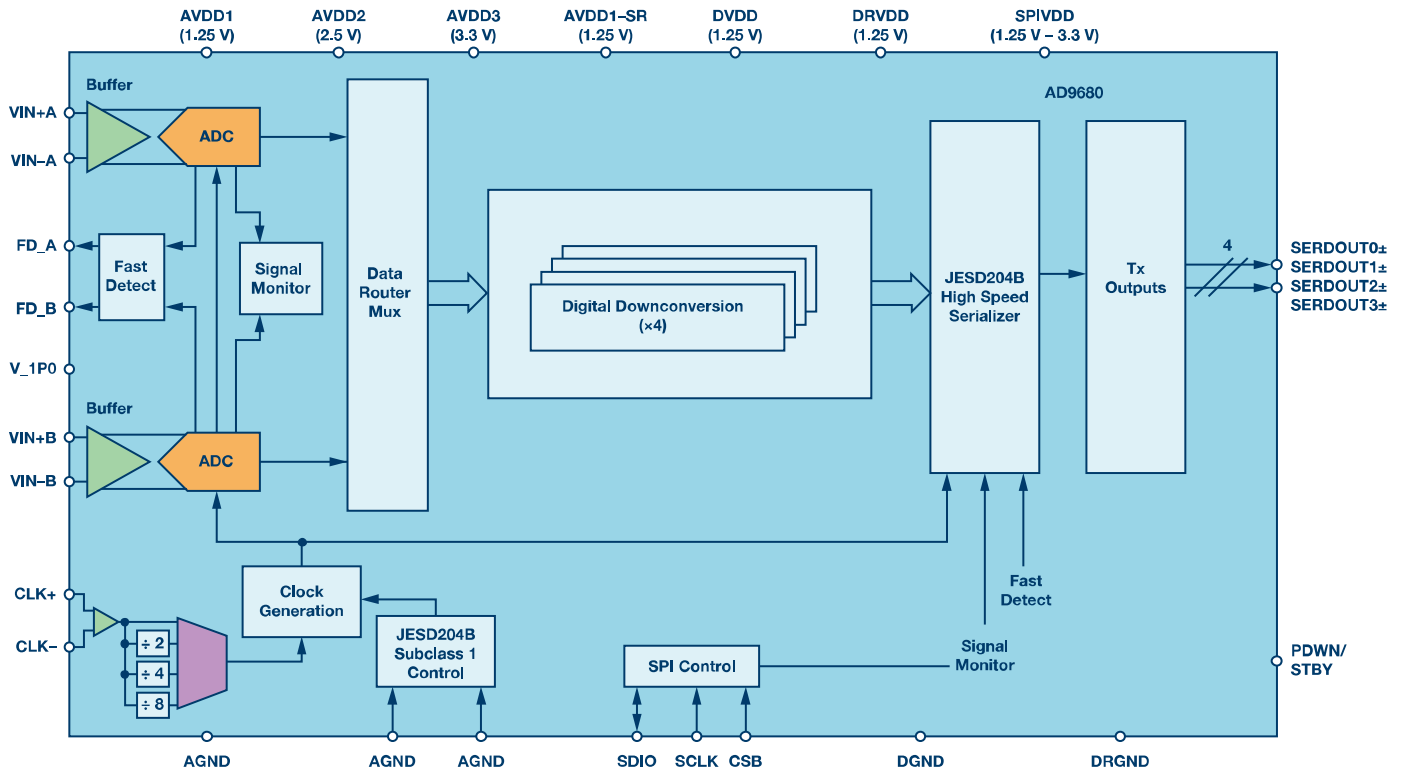 AVDD1
(1.25 V)
AVDD2
(2.5 V)
AVDD3
(3.3 V)
AVDD1–SR
(1.25 V)
DVDD
(1.25 V)
DRVDD
(1.25 V)
SPIVDD
(1.25 V – 3.3 V)
AD9680
Buffer
VIN+A
VIN–A
ADC
FD_A
FD_B
Fast
Detect
Signal
Monitor
V_1P0
Buffer
VIN+B
VIN–B
ADC
Data
Router
Mux
Digital Downconversion
(×4)
JESD204B
High Speed
Serializer
Tx
Outputs
4
SERDOUT0±
SERDOUT1±
SERDOUT2±
SERDOUT3±
CLK+
CLK–
÷ 2
÷ 4
÷ 8
Clock
Generation
JESD204B
Subclass 1
Control
SPI Control
Signal
Monitor
Fast
Detect
PDWN/
STBY
AGND
AGND
AGND
SDIO
SCLK
CSB
DGND
DRGND